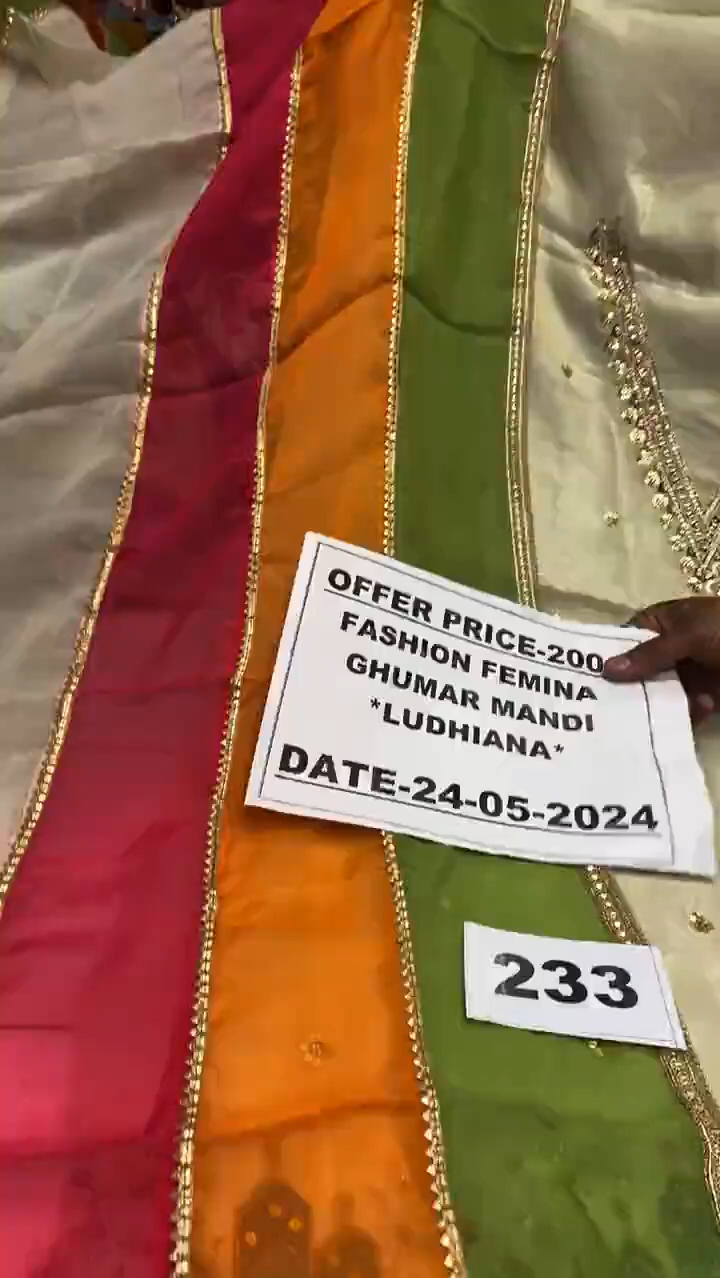 OFFER PRICE-200
FASHION FEMINA
GHUMAR MANDI
*LUDHIANA*
DATE-24-05-2024
233